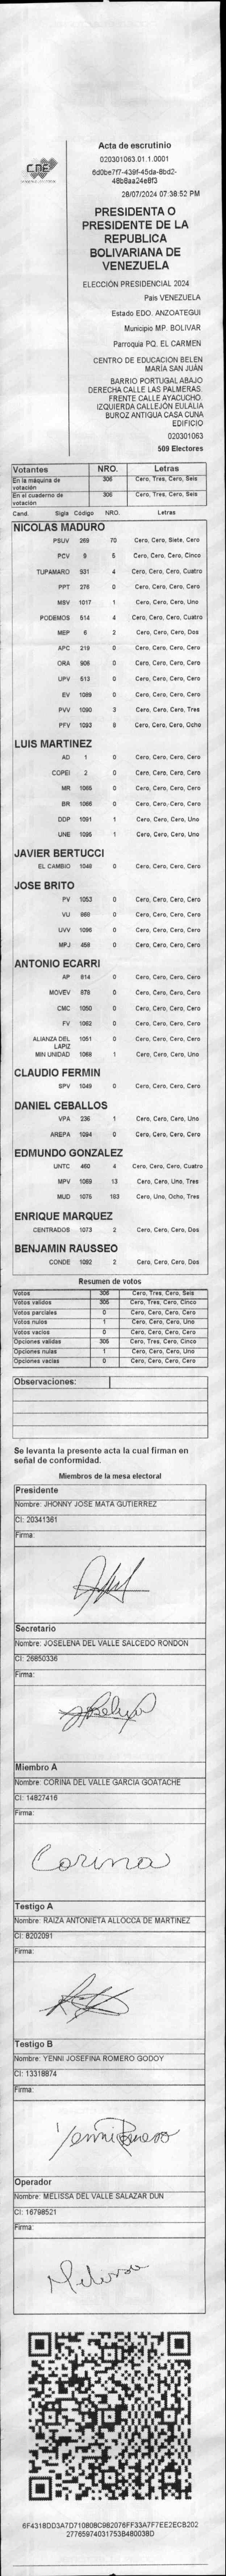 CNE
Acta de escrutinio
020301063.01.1.0001
6d0be7f7-439f-45da-8bd2-
48b8aa24e8f3
28/07/2024 07:38:52 PM
PRESIDENTA O
PRESIDENTE DE LA
REPUBLICA
BOLIVARIANA DE
VENEZUELA
ELECCIÓN PRESIDENCIAL 2024
Pais VENEZUELA
Estado EDO. ANZOATEGUI
Municipio MP. BOLIVAR
Parroquia PQ. EL CARMEN
CENTRO DE EDUCACIÓN BELEN
MARÍA SAN JUÁN
BARRIO PORTUGAL ABAJO
DERECHA CALLE LAS PALMERAS.
FRENTE CALLE AYACUCHO.
IZQUIERDA CALLEJÓN EULALIA
BUROZ ANTIGUA CASA CUNA
EDIFICIO
020301063
509 Electores
Votantes NRO. Letras
En la máquina de votación 306 Cero, Tres, Cero, Seis
En el cuaderno de votación 306 Cero, Tres, Cero, Seis
Cand. Sigla Código NRO. Letras
NICOLAS MADURO
PSUV 269 70 Cero, Cero, Siete, Cero
PCV 9 5 Cero, Cero, Cero, Cinco
TUPAMARO 931 4 Cero, Cero, Cero, Cuatro
PPT 276 0 Cero, Cero, Cero, Cero
MSV 1017 1 Cero, Cero, Cero, Uno
PODEMOS 514 4 Cero, Cero, Cero, Cuatro
MEP 6 2 Cero, Cero, Cero, Dos
APC 219 0 Cero, Cero, Cero, Cero
ORA 908 0 Cero, Cero, Cero, Cero
UPV 513 0 Cero, Cero, Cero, Cero
EV 1089 0 Cero, Cero, Cero, Cero
PVV 1090 3 Cero, Cero, Cero, Tres
PFV 1093 8 Cero, Cero, Cero, Ocho
LUIS MARTINEZ
AD 1 0 Cero, Cero, Cero, Cero
COPEI 2 0 Cero, Cero, Cero, Cero
MR 1065 0 Cero, Cero, Cero, Cero
BR 1066 0 Cero, Cero, Cero, Cero
DDP 1091 1 Cero, Cero, Cero, Uno
UNE 1095 1 Cero, Cero, Cero, Uno
JAVIER BERTUCCI
EL CAMBIO 1048 0 Cero, Cero, Cero, Cero
JOSE BRITO
PV 1053 0 Cero, Cero, Cero, Cero
VU 869 0 Cero, Cero, Cero, Cero
UVV 1096 0 Cero, Cero, Cero, Cero
MPJ 458 0 Cero, Cero, Cero, Cero
ANTONIO ECARRI
AP 814 0 Cero, Cero, Cero, Cero
MOVEV 878 0 Cero, Cero, Cero, Cero
CMC 1050 0 Cero, Cero, Cero, Cero
FV 1062 0 Cero, Cero, Cero, Cero
ALIANZA DEL LAPIZ 1051 0 Cero, Cero, Cero, Cero
MIN UNIDAD 1068 1 Cero, Cero, Cero, Uno
CLAUDIO FERMIN
SPV 1049 0 Cero, Cero, Cero, Cero
DANIEL CEBALLOS
VPA 236 1 Cero, Cero, Cero, Uno
AREPA 1094 0 Cero, Cero, Cero, Cero
EDMUNDO GONZALEZ
UNTC 460 4 Cero, Cero, Cero, Cuatro
MPV 1069 13 Cero, Cero, Uno, Tres
MUD 1076 183 Cero, Uno, Ocho, Tres
ENRIQUE MARQUEZ
CENTRADOS 1073 2 Cero, Cero, Cero, Dos
BENJAMIN RAUSSEO
CONDE 1092 2 Cero, Cero, Cero, Dos
Resumen de votos
Votos 306 Cero, Tres, Cero, Seis
Votos validos 305 Cero, Tres, Cero, Cinco
Votos parciales 0 Cero, Cero, Cero, Cero
Votos nulos 1 Cero, Cero, Cero, Uno
Votos vacios 0 Cero, Cero, Cero, Cero
Opciones validas 305 Cero, Tres, Cero, Cinco
Opciones nulas 1 Cero, Cero, Cero, Uno
Opciones vacias 0 Cero, Cero, Cero, Cero
Observaciones:
Se levanta la presente acta la cual firman en
señal de conformidad.
Miembros de la mesa electoral
Presidente
Nombre: JHONNY JOSE MATA GUTIERREZ
CI: 20341361
Firma:
Secretario
Nombre: JOSELENA DEL VALLE SALCEDO RONDON
CI: 26850336
Firma:
Miembro A
Nombre: CORINA DEL VALLE GARCIA GOATACHE
CI: 14827416
Firma:
Corina
Testigo A
Nombre: RAIZA ANTONIETA ALLOCCA DE MARTINEZ
CI: 8202091
Firma:
Testigo B
Nombre: YENNI JOSEFINA ROMERO GODOY
CI: 13318874
Firma:
Yenni Romero
Operador
Nombre: MELISSA DEL VALLE SALAZAR DUN
CI: 16798521
Firma:
Melissa
6F4318DD3A7D710808C982076FF33A7F7EE2ECB202
27765974031753B480038D